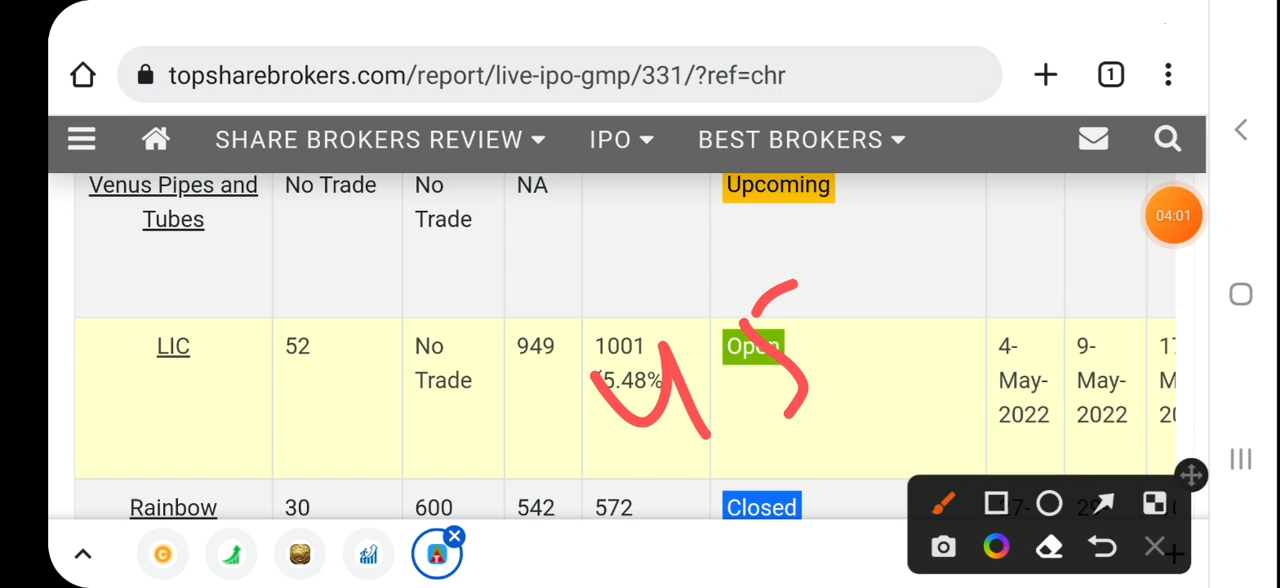 topsharebrokers.com/report/live-ipo-gmp/331/?ref=chr
1
SHARE BROKERS REVIEW IPO BEST BROKERS
Venus Pipes and Tubes No Trade No Trade NA Upcoming
04:01
LIC 52 No Trade 949 1001 (5.48% Open 4-May-2022 9-May-2022
45
Rainbow 30 600 542 572 Closed